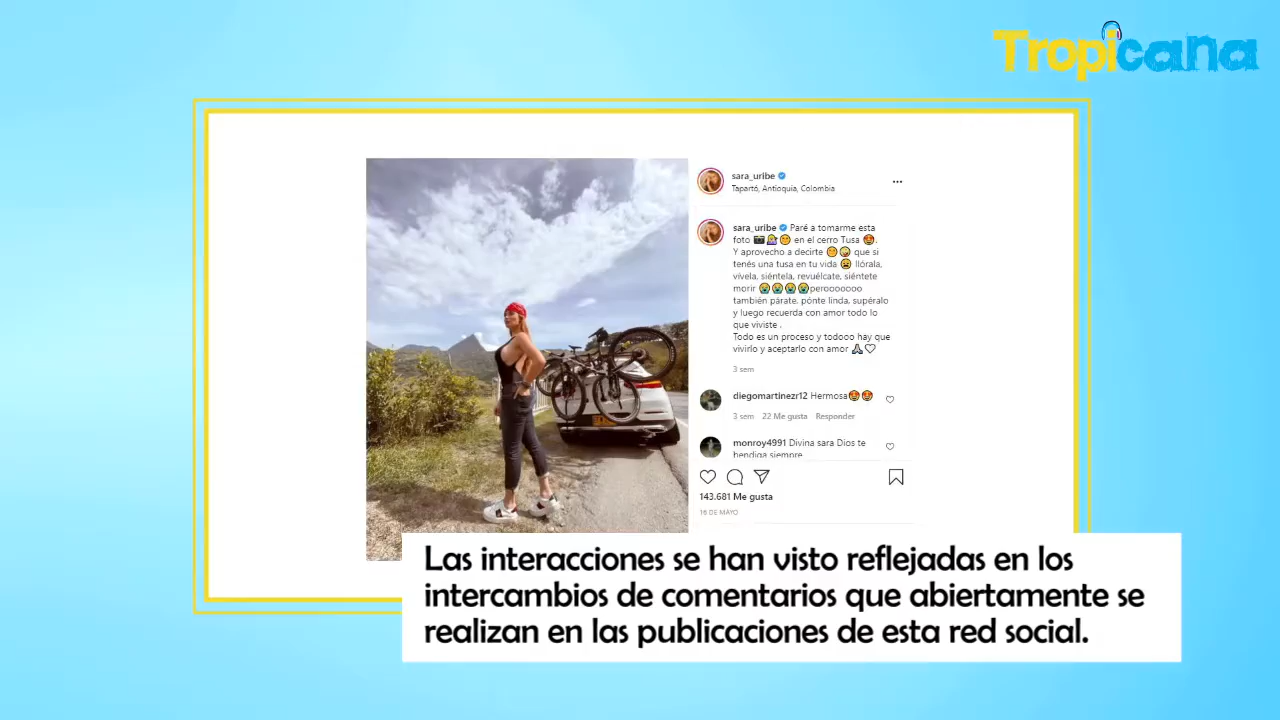 Tropicana
sara_uribe
Tapartó, Antioquia, Colombia
sara_uribe Paré a tomarme esta
foto 📷🤷‍♀️🤭 en el cerro Tusa 🥵.
Y aprovecho a decirte 🤭🤪 que si
tenés una tusa en tu vida 😩 llórala,
vívela, siéntela, revuélcate, siéntete
morir 😭😭😭😭perooooooo
también párate, pónte linda, supéralo
y luego recuerda con amor todo lo
que viviste .
Todo es un proceso y todooo hay que
vivirlo y aceptarlo con amor 🙏🏻🤍
3 sem
diegomartinezr12 Hermosa🥵🥵
3 sem 22 Me gusta Responder
monroy4991 Divina sara Dios te
bendiga siempre
143.681 Me gusta
16 DE MAYO
Las interacciones se han visto reflejadas en los
intercambios de comentarios que abiertamente se
realizan en las publicaciones de esta red social.